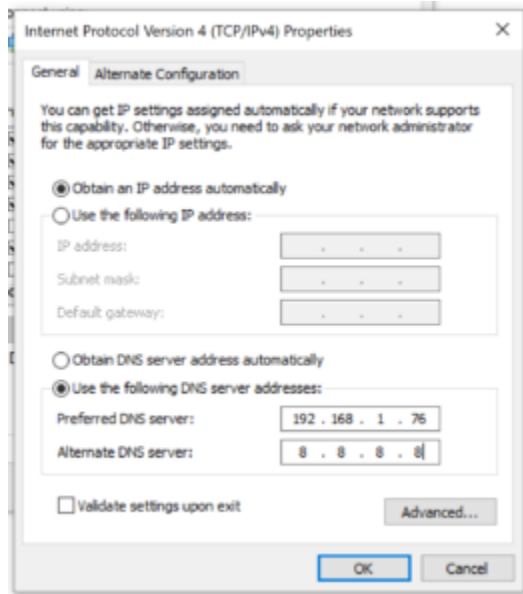 Internet Protocol Version 4 (TCP/IPv4) Properties
General
Alternate Configuration
You can get IP settings assigned automatically if your network supports
this capability. Otherwise, you need to ask your network administrator
for the appropriate IP settings.
Obtain an IP address automatically
Use the following IP address:
IP address:
Subnet mask:
Default gateway:
Obtain DNS server address automatically
Use the following DNS server addresses:
Preferred DNS server: 192 . 168 . 1 . 76
Alternate DNS server: 8 . 8 . 8 . 8
Validate settings upon exit
Advanced...
OK
Cancel